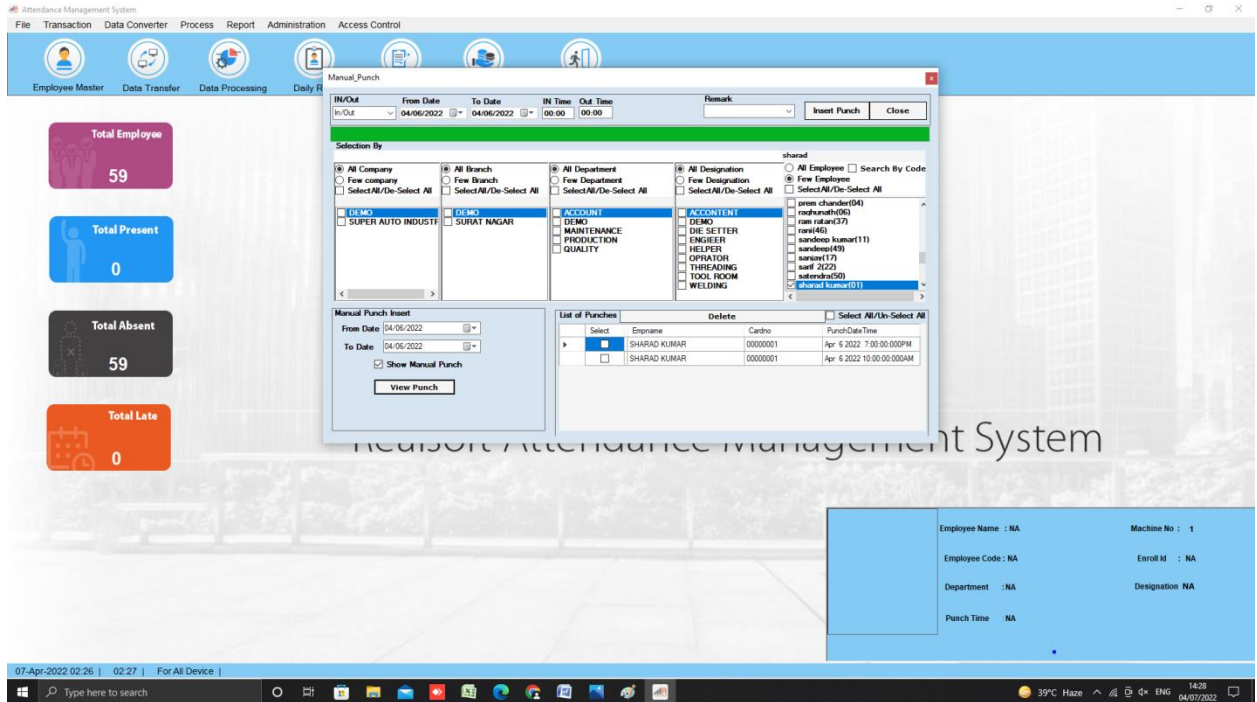 Attendance Management System
File Transaction Data Converter Process Report Administration Access Control
Employee Master Data Transfer Data Processing Daily R
Manual_Punch
IN/Out From Date To Date IN Time Out Time Remark
In/Out 04/06/2022 04/06/2022 00:00 00:00 Insert Punch Close
Selection By
sharad
All Company
Few company
SelectAll/De-Select All
DEMO
SUPER AUTO INDUSTF
All Branch
Few Branch
SelectAll/De-Select All
DEMO
SURAT NAGAR
All Department
Few Department
SelectAll/De-Select All
ACCOUNT
DEMO
MAINTENANCE
PRODUCTION
QUALITY
All Designation
Few Designation
SelectAll/De-Select All
ACCONTENT
DEMO
DIE SETTER
ENGIEER
HELPER
OPRATOR
THREADING
TOOL ROOM
WELDING
All Employee Search By Code
Few Employee
SelectAll/De-Select All
prem chander(04)
raghunath(06)
ram ratan(37)
rani(46)
sandeep kumar(11)
sandeep(49)
sanjay(17)
sarif 2(22)
satendra(50)
sharad kumar(01)
Manual Punch Insert
From Date 04/06/2022
To Date 04/06/2022
Show Manual Punch
View Punch
List of Punches Delete Select All/Un-Select All
Select Empname Cardno PunchDateTime
SHARAD KUMAR 00000001 Apr 6 2022 7:00:00:000PM
SHARAD KUMAR 00000001 Apr 6 2022 10:00:00:000AM
Total Employee
59
Total Present
0
Total Absent
59
Total Late
0
Realsoft Attendance Management System
Employee Name : NA Machine No : 1
Employee Code : NA Enroll Id : NA
Department :NA Designation NA
Punch Time NA
07-Apr-2022 02:26 | 02:27 | For All Device |
Type here to search
39°C Haze ENG 14:28
04/07/2022